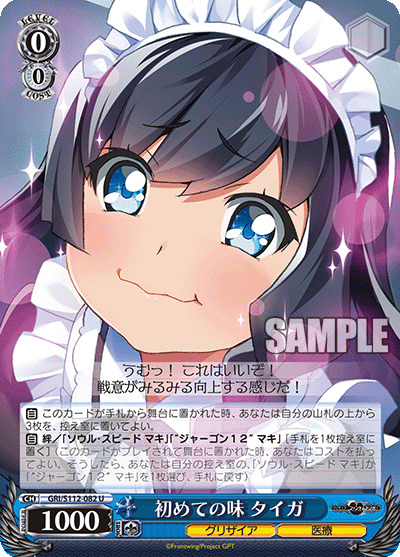 LEVEL
0
0
COST
SAMPLE
うむっ! これはいいぞ!
戦意がみるみる向上する感じだ!
自 このカードが手札から舞台に置かれた時、あなたは自分の山札の上から
3枚を、控え室に置いてよい。
自 絆/「ソウル・スピード マキ」「“ジャーゴン12” マキ」 [手札を1枚控え室
に置く] (このカードがプレイされて舞台に置かれた時、あなたはコストを払っ
てよい。そうしたら、あなたは自分の控え室の、「ソウル・スピード マキ」か
「“ジャーゴン12” マキ」を1枚選び、手札に戻す)
CH GRI/S112-082 U
1000
初めての味 タイガ
グリザイア 医療
©Frontwing/Project GPT